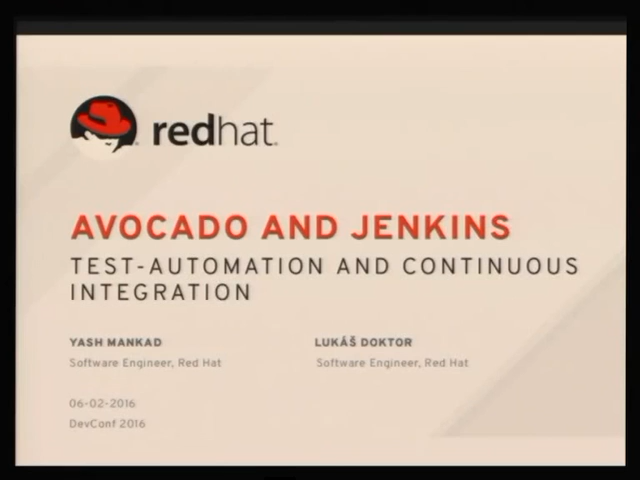 redhat.
AVOCADO AND JENKINS
TEST-AUTOMATION AND CONTINUOUS
INTEGRATION
YASH MANKAD
LUKÁŠ DOKTOR
Software Engineer, Red Hat
Software Engineer, Red Hat
06-02-2016
DevConf 2016